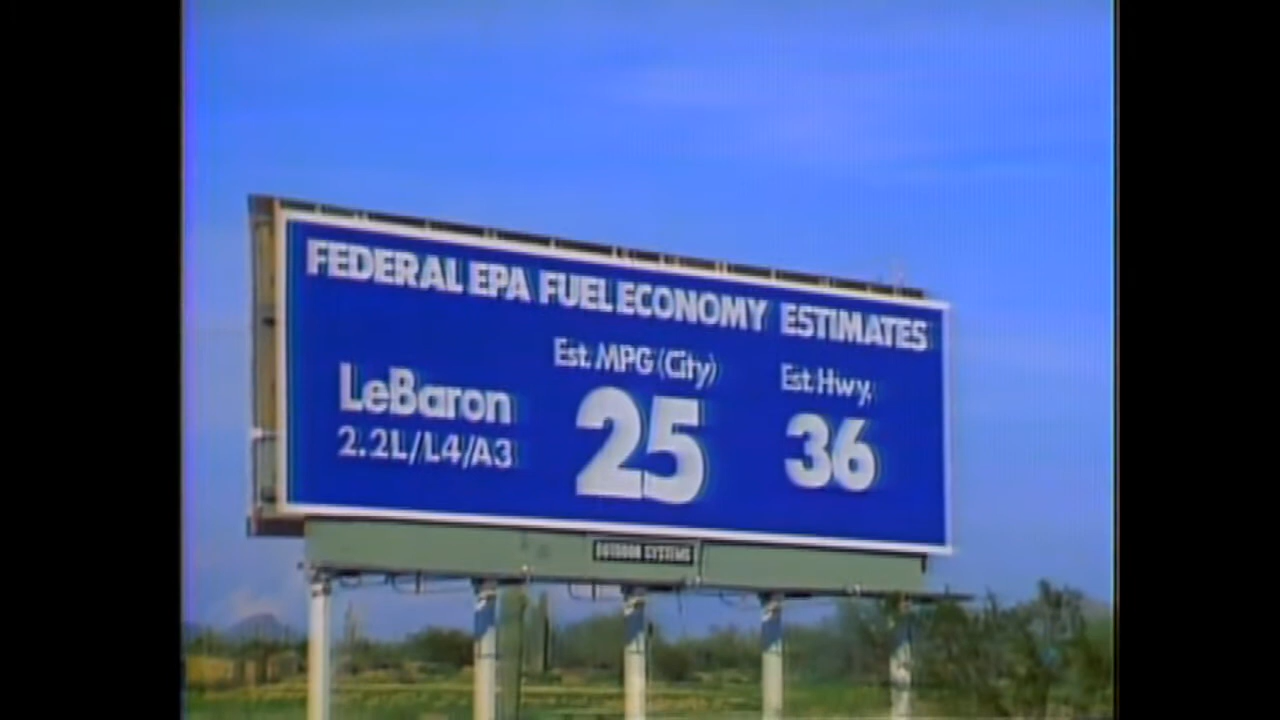 FEDERAL EPA FUEL ECONOMY ESTIMATES
Est. MPG (City) Est. Hwy.
LeBaron 25 36
2.2L/L4/A3
OUTDOOR SYSTEMS